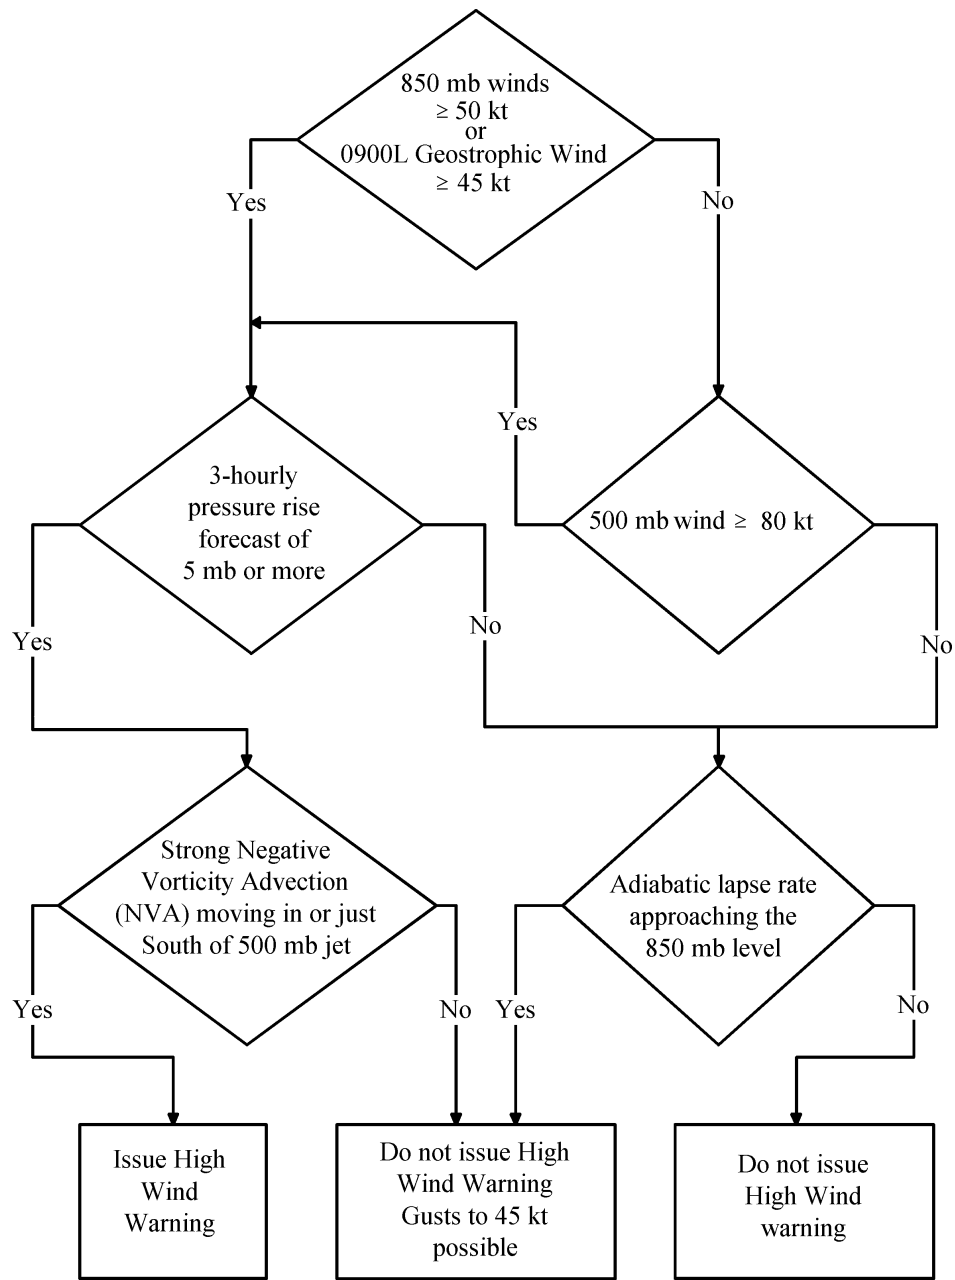 850 mb winds
≥ 50 kt
or
0900L Geostrophic Wind
≥ 45 kt
Yes
No
Yes
3-hourly
pressure rise
forecast of
5 mb or more
500 mb wind ≥ 80 kt
Yes
No
No
Strong Negative
Vorticity Advection
(NVA) moving in or just
South of 500 mb jet
Adiabatic lapse rate
approaching the
850 mb level
Yes
No
Yes
No
Issue High
Wind
Warning
Do not issue High
Wind Warning
Gusts to 45 kt
possible
Do not issue
High Wind
warning